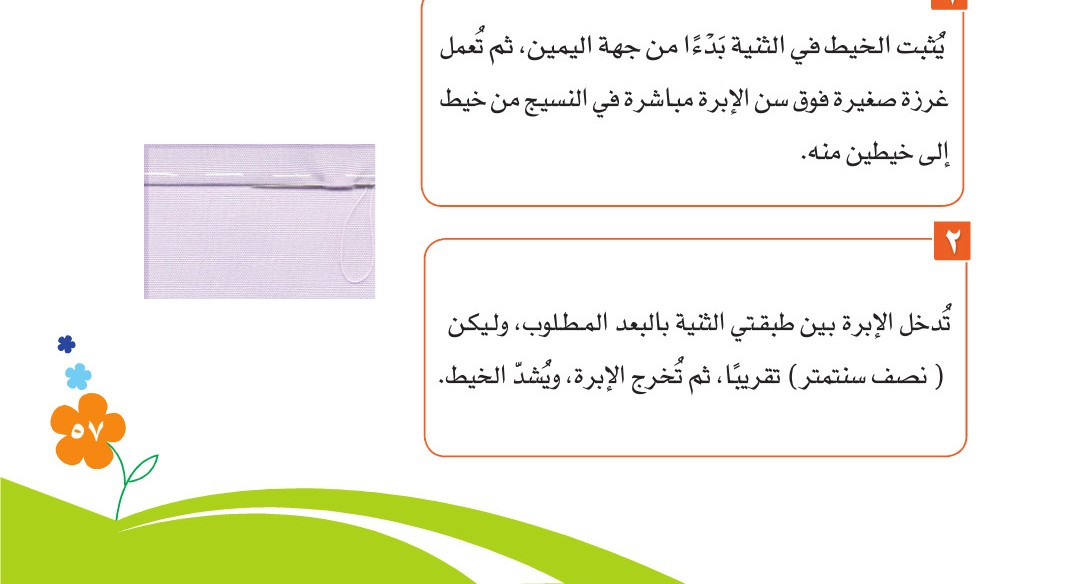 ١
يُثبت الخيط في الثنية بَدْءًا من جهة اليمين، ثم تُعمل
غرزة صغيرة فوق سن الإبرة مباشرة في النسيج من خيط
إلى خيطين منه.
٢
تُدخل الإبرة بين طبقتي الثنية بالبعد المطلوب، وليكن
( نصف سنتمتر) تقريبًا، ثم تُخرج الإبرة، ويُشدّ الخيط.
٥٧